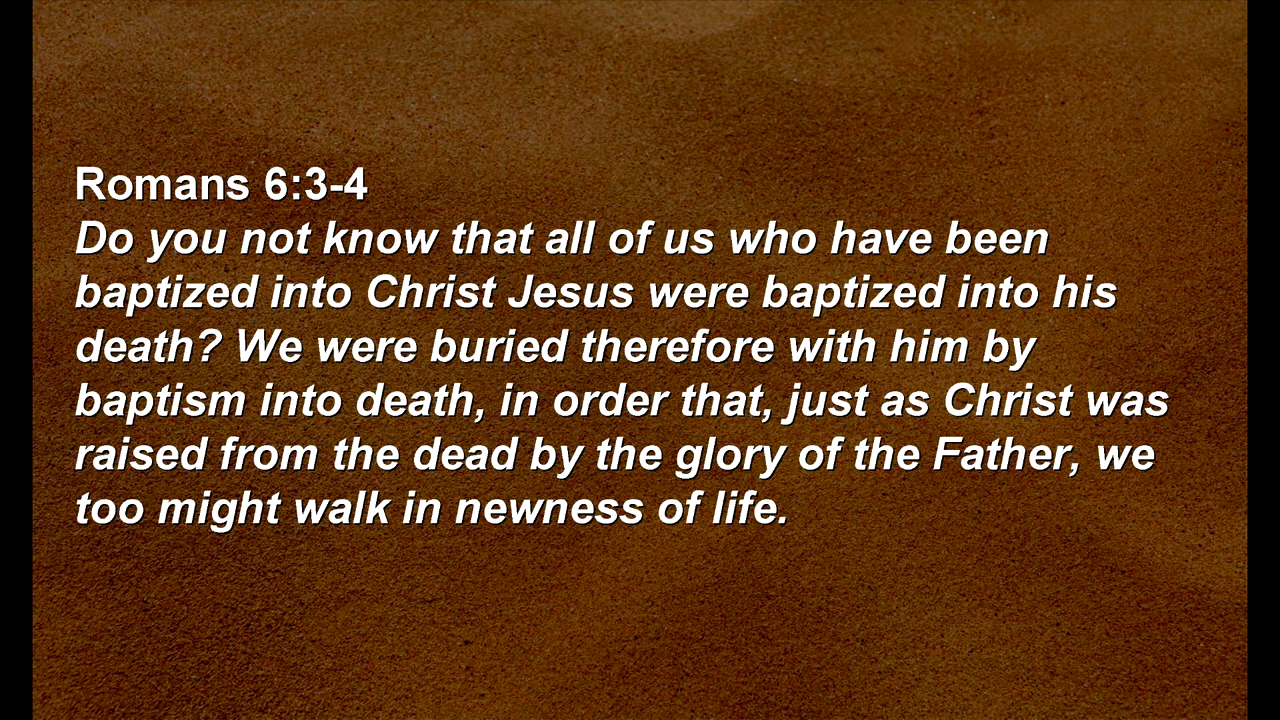 Romans 6:3-4
Do you not know that all of us who have been
baptized into Christ Jesus were baptized into his
death? We were buried therefore with him by
baptism into death, in order that, just as Christ was
raised from the dead by the glory of the Father, we
too might walk in newness of life.